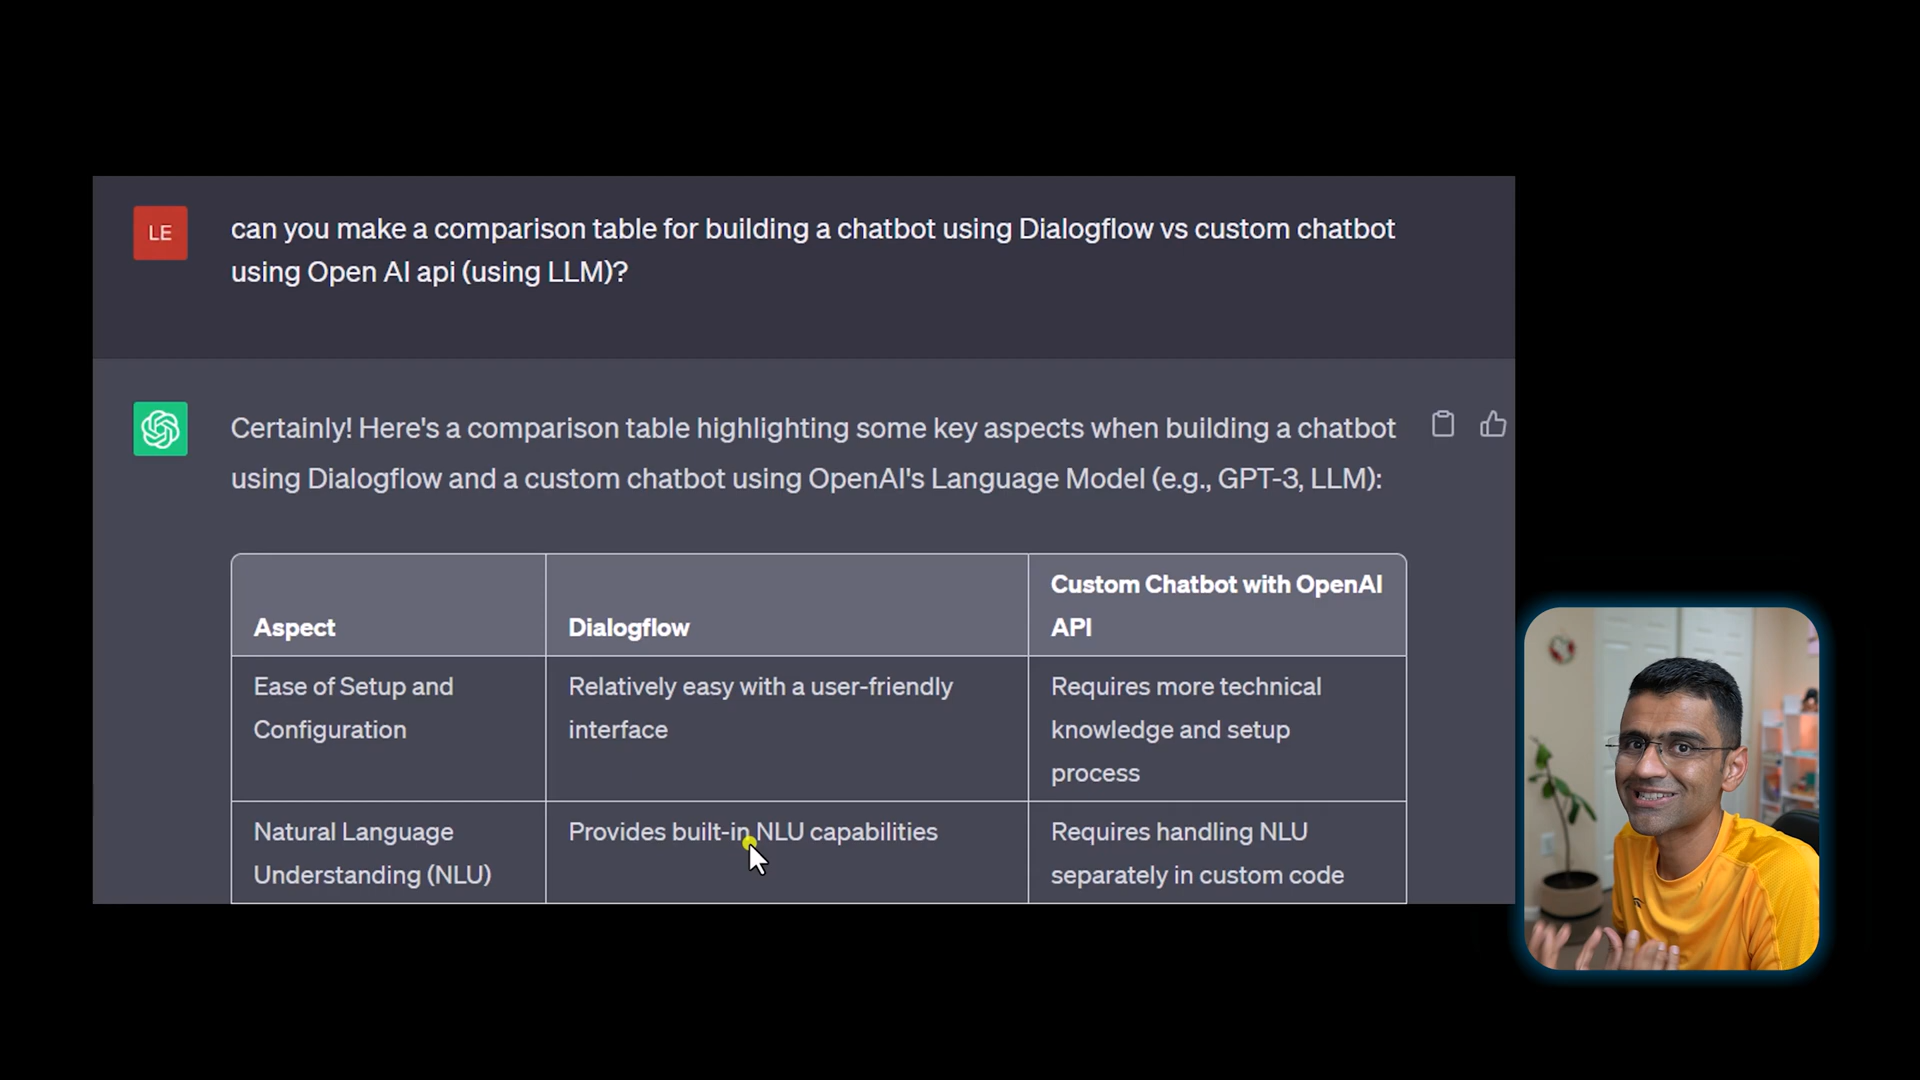 LE
can you make a comparison table for building a chatbot using Dialogflow vs custom chatbot
using Open AI api (using LLM)?
Certainly! Here's a comparison table highlighting some key aspects when building a chatbot
using Dialogflow and a custom chatbot using OpenAI's Language Model (e.g., GPT-3, LLM):
Aspect
Dialogflow
Custom Chatbot with OpenAI
API
Ease of Setup and
Configuration
Relatively easy with a user-friendly
interface
Requires more technical
knowledge and setup
process
Natural Language
Understanding (NLU)
Provides built-in NLU capabilities
Requires handling NLU
separately in custom code